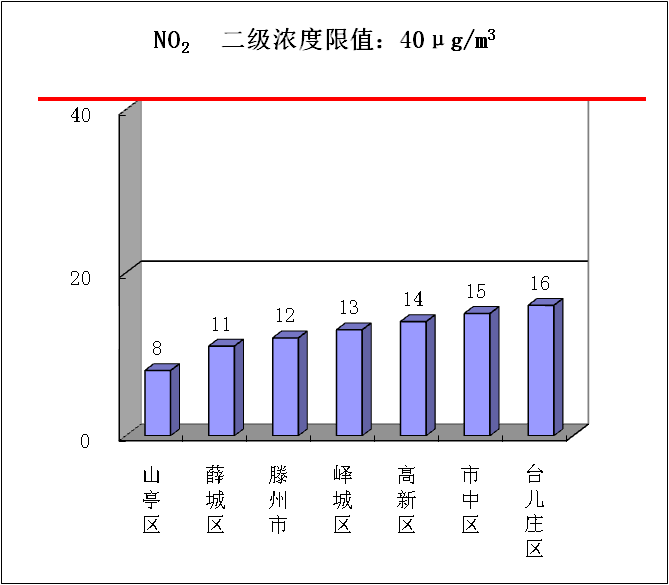 NO₂ 二级浓度限值：40μg/m³
40
20
0
8
11
12
13
14
15
16
山亭区
薛城区
滕州市
峄城区
高新区
市中区
台儿庄区